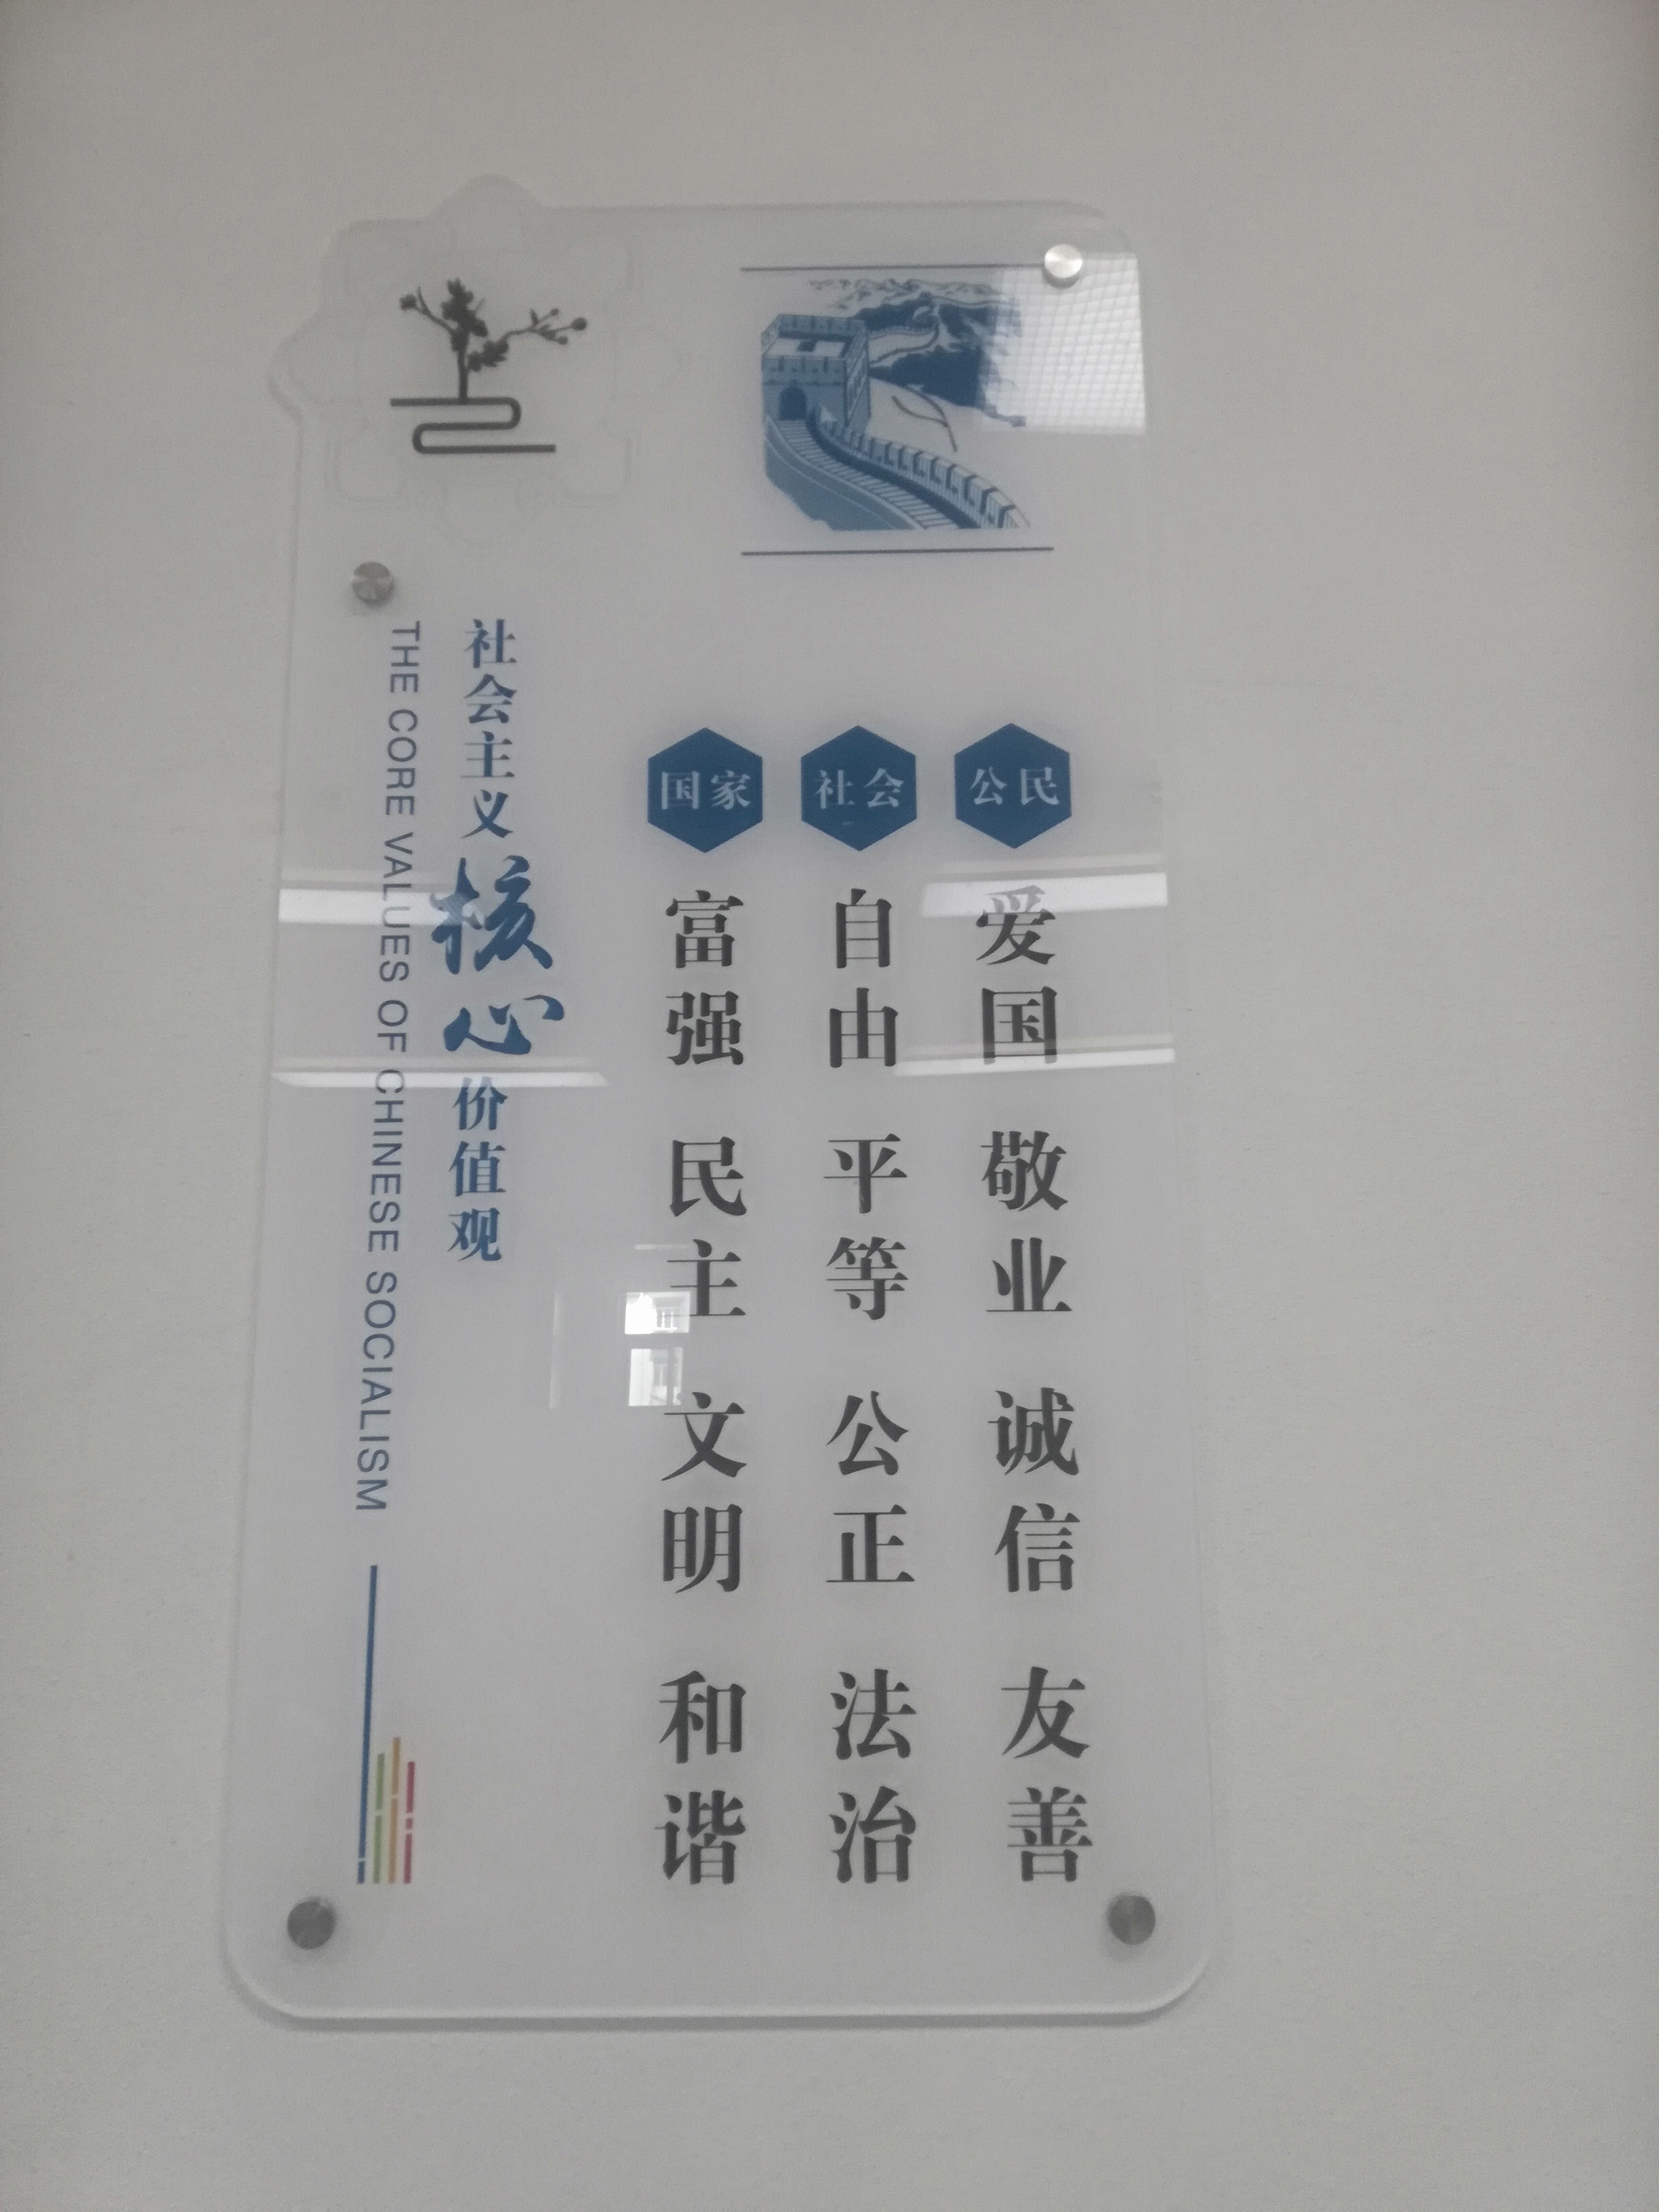 社会主义核心价值观
THE CORE VALUES OF CHINESE SOCIALISM
国家
富强 民主 文明 和谐
社会
自由 平等 公正 法治
公民
爱国 敬业 诚信 友善